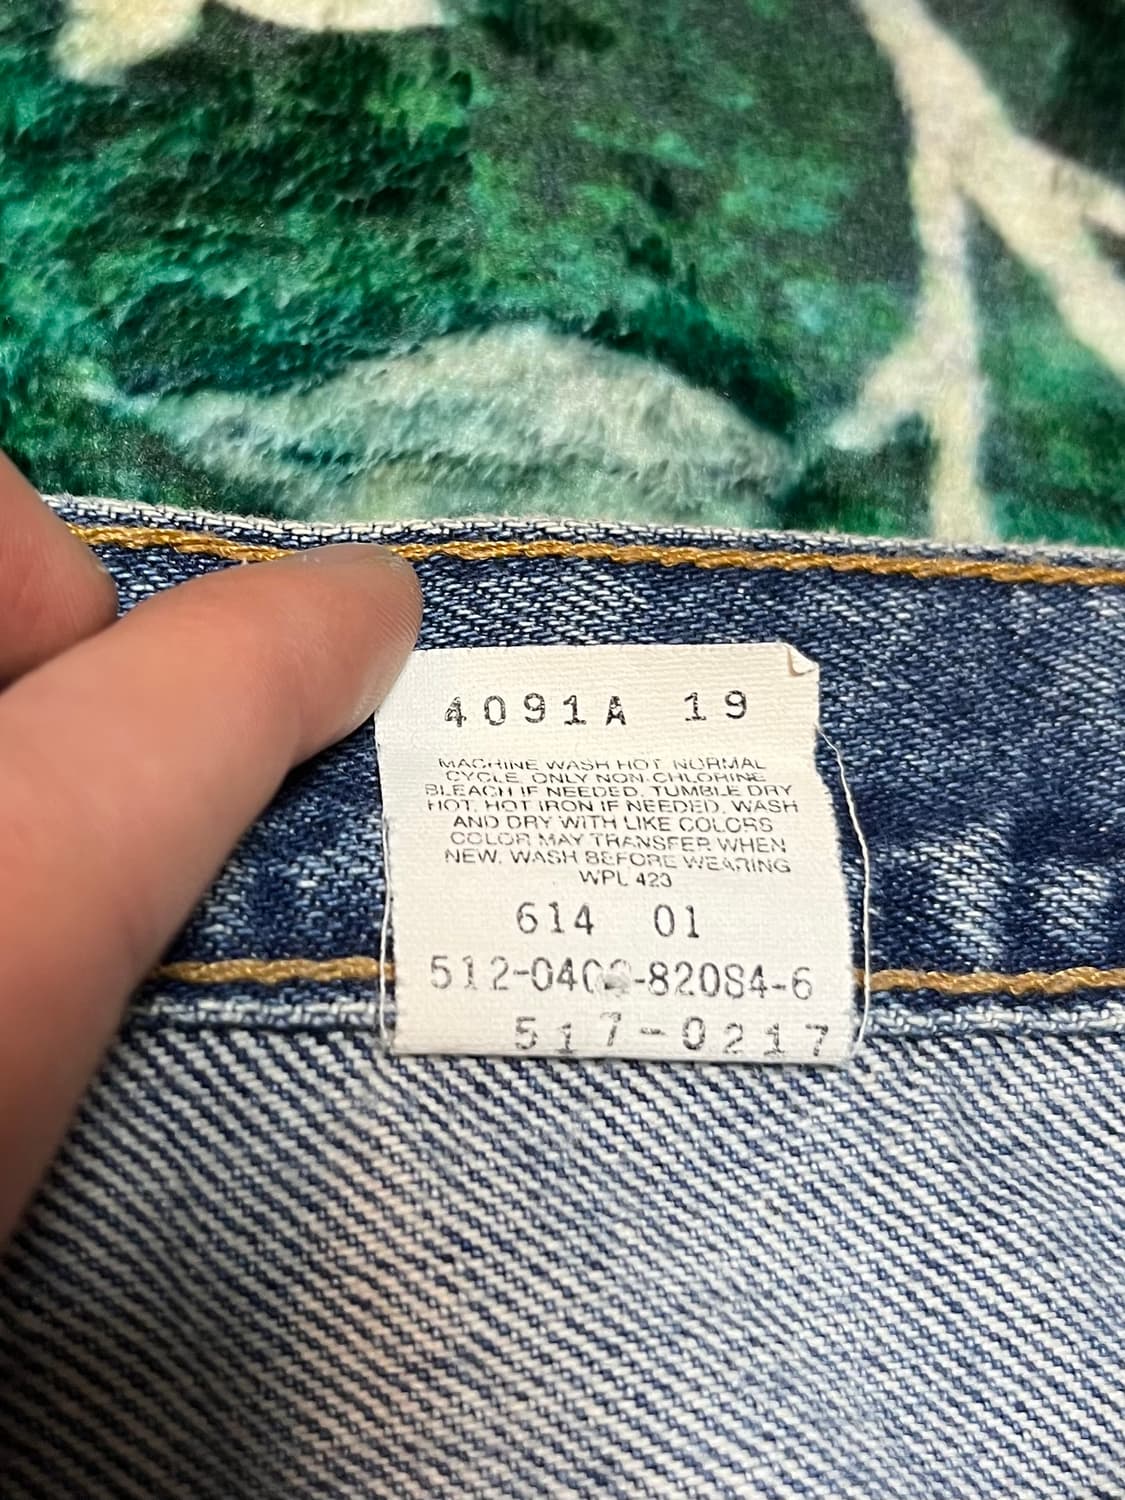 4091A 19
MACHINE WASH HOT NORMAL
CYCLE, ONLY NON-CHLORINE
BLEACH IF NEEDED. TUMBLE DRY
HOT, HOT IRON IF NEEDED, WASH
AND DRY WITH LIKE COLORS
COLOR MAY TRANSFER WHEN
NEW. WASH BEFORE WEARING
WPL 423
614 01
517-0217